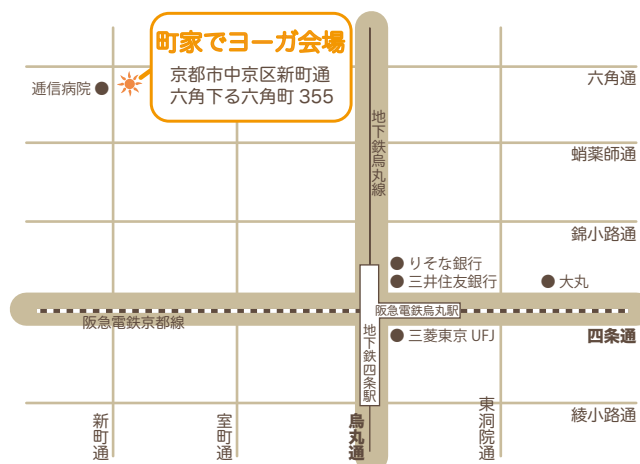 町家でヨーガ会場
京都市中京区新町通
六角下る六角町 355
逓信病院
六角通
地下鉄烏丸線
蛸薬師通
錦小路通
りそな銀行
三井住友銀行
大丸
阪急電鉄烏丸駅
阪急電鉄京都線
地下鉄四条駅
三菱東京 UFJ
四条通
綾小路通
新町通
室町通
烏丸通
東洞院通